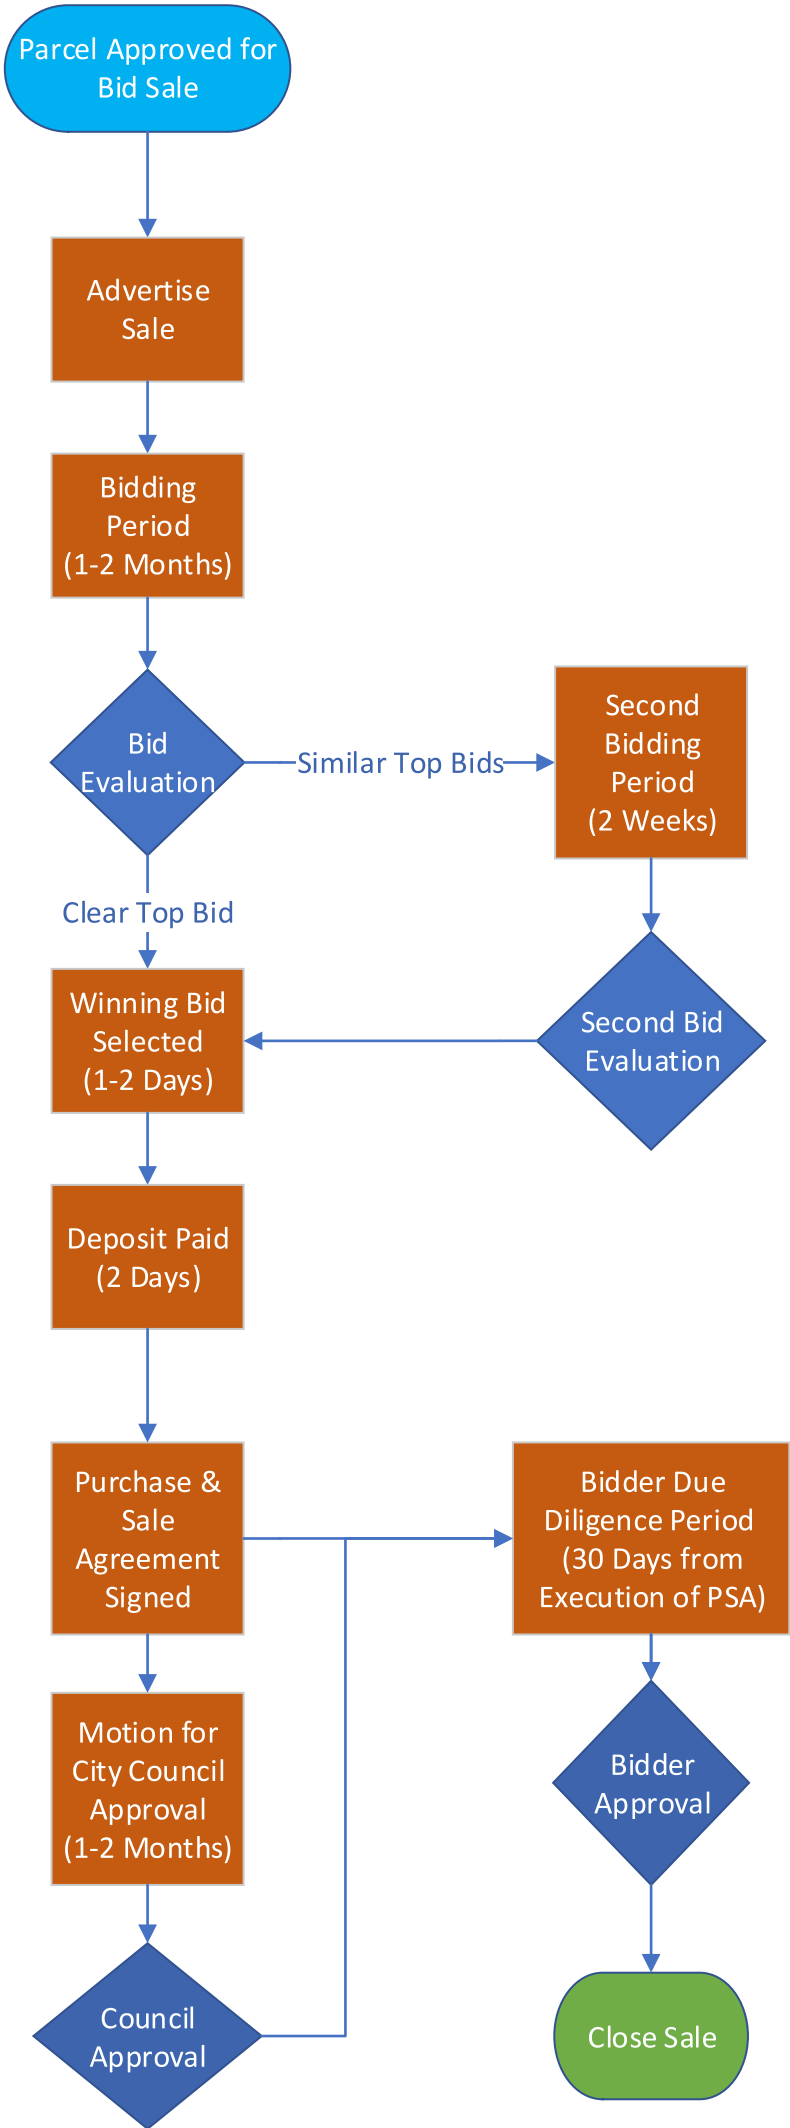 Parcel Approved for
Bid Sale
Advertise
Sale
Bidding
Period
(1-2 Months)
Bid
Evaluation
Similar Top Bids
Second
Bidding
Period
(2 Weeks)
Clear Top Bid
Winning Bid
Selected
(1-2 Days)
Second Bid
Evaluation
Deposit Paid
(2 Days)
Purchase &
Sale
Agreement
Signed
Bidder Due
Diligence Period
(30 Days from
Execution of PSA)
Motion for
City Council
Approval
(1-2 Months)
Bidder
Approval
Council
Approval
Close Sale